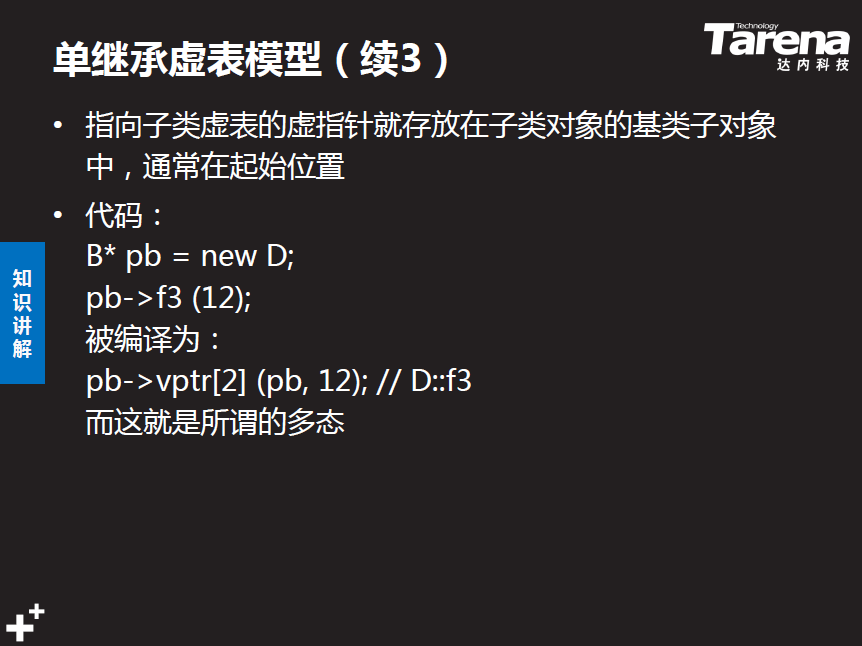 单继承虚表模型（续3）
Technology
Tarena
达内科技
• 指向子类虚表的虚指针就存放在子类对象的基类子对象
中，通常在起始位置
• 代码：
B* pb = new D;
pb->f3 (12);
被编译为：
pb->vptr[2] (pb, 12); // D::f3
而这就是所谓的多态
知
识
讲
解